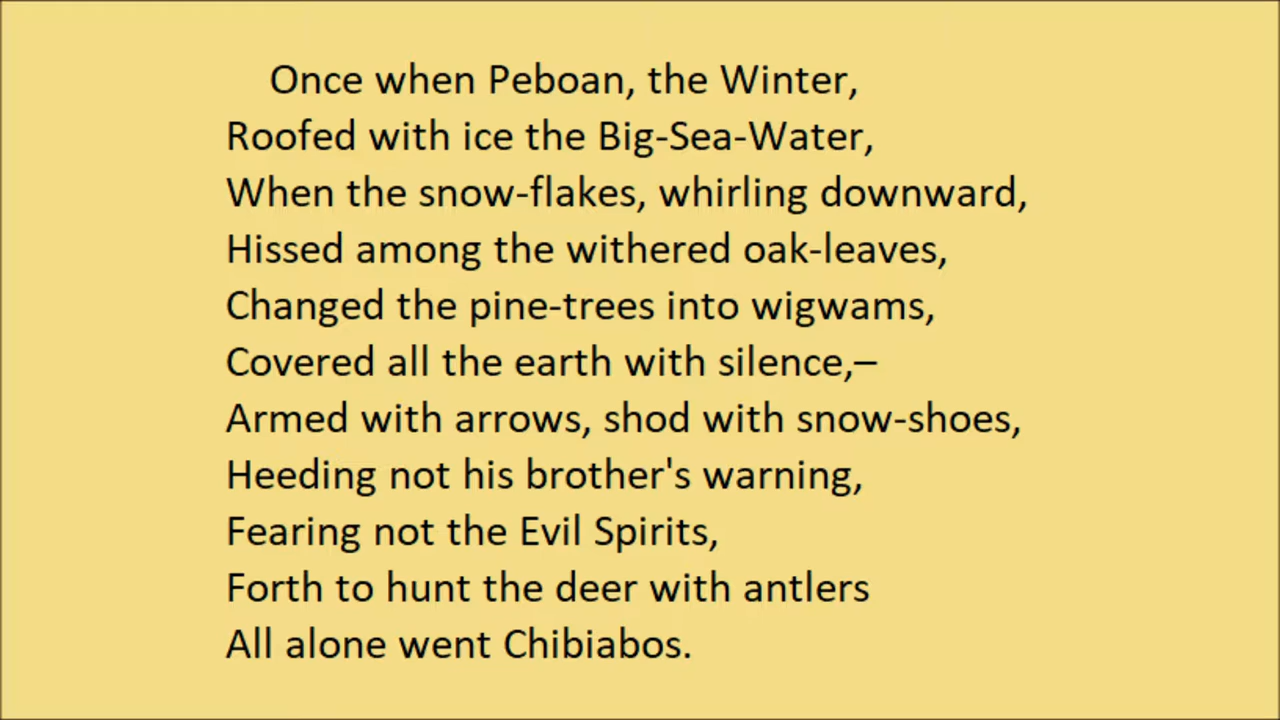 Once when Peboan, the Winter,
Roofed with ice the Big-Sea-Water,
When the snow-flakes, whirling downward,
Hissed among the withered oak-leaves,
Changed the pine-trees into wigwams,
Covered all the earth with silence,–
Armed with arrows, shod with snow-shoes,
Heeding not his brother's warning,
Fearing not the Evil Spirits,
Forth to hunt the deer with antlers
All alone went Chibiabos.